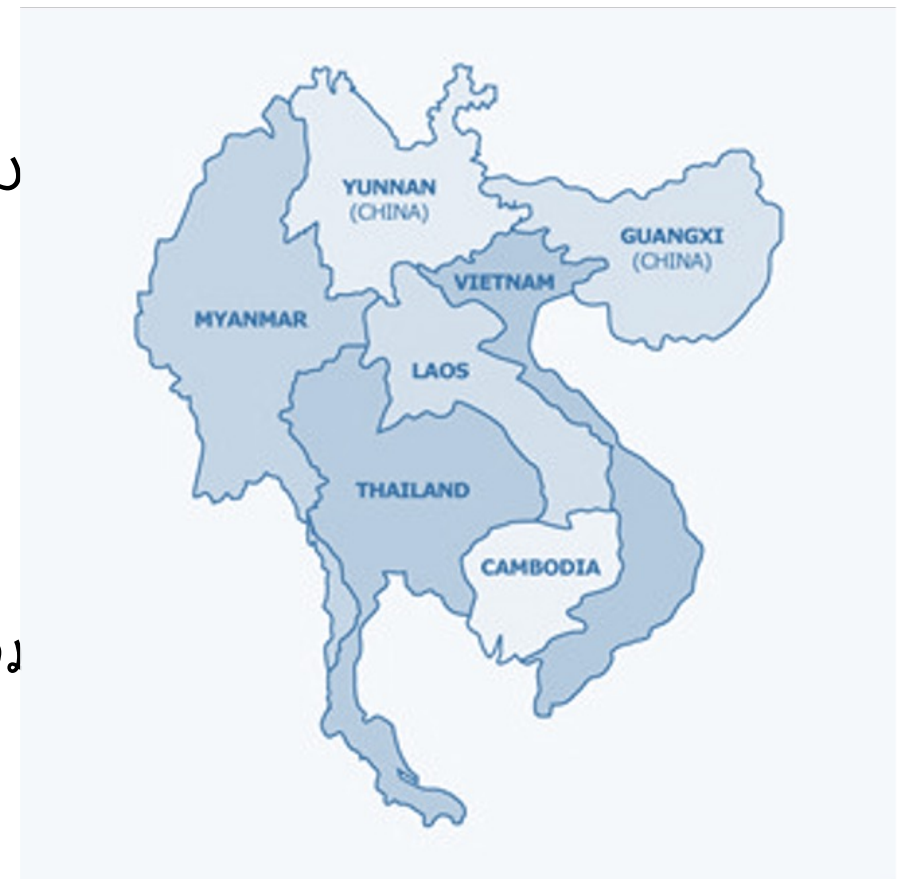 YUNNAN
(CHINA)
GUANGXI
(CHINA)
VIETNAM
MYANMAR
LAOS
THAILAND
CAMBODIA